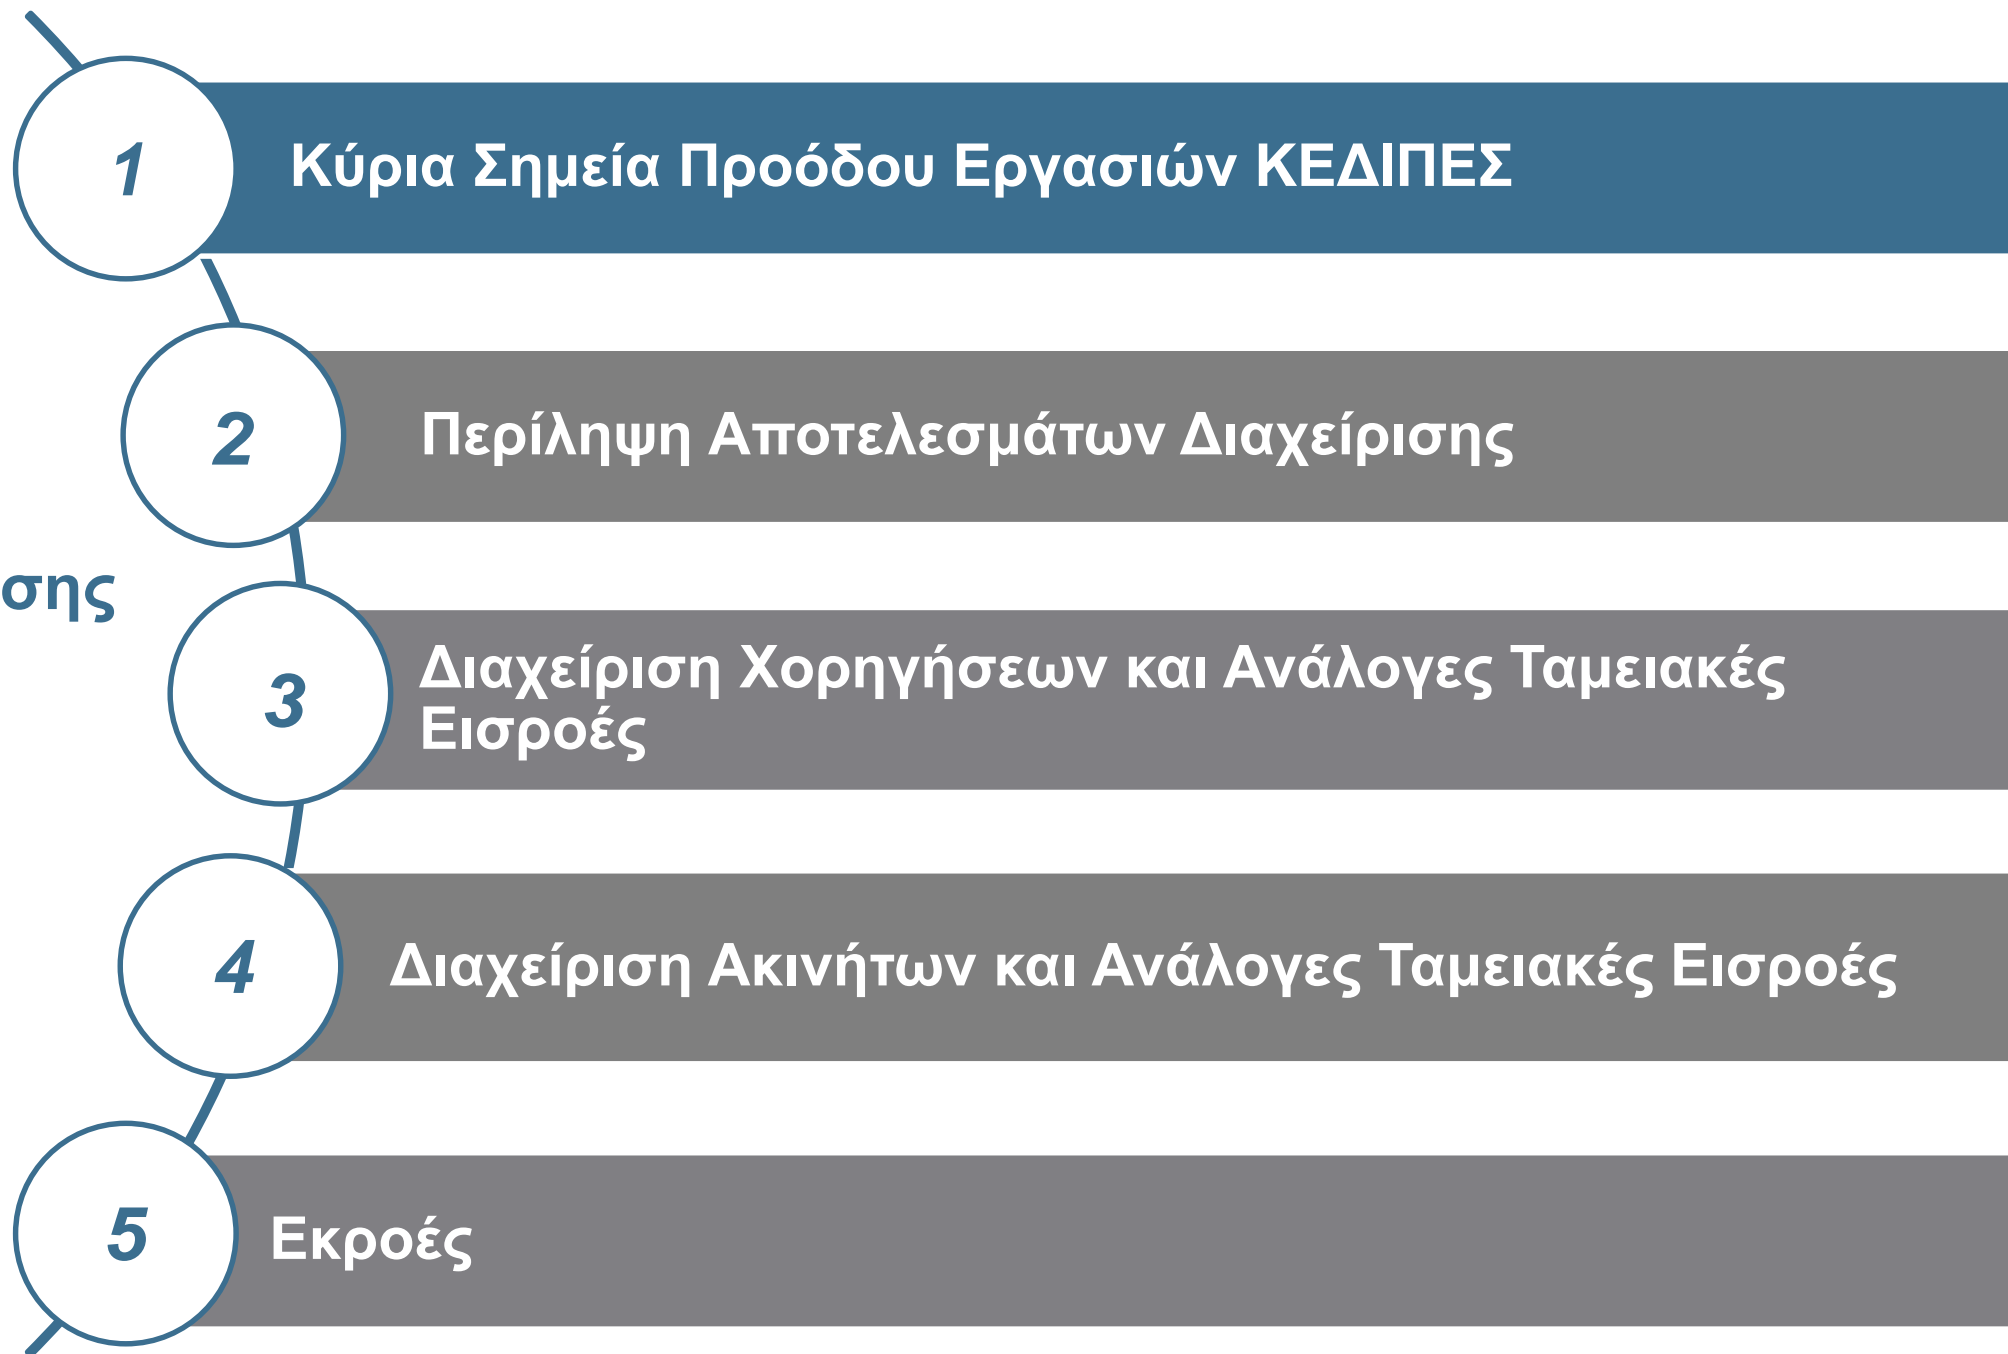 1
Κύρια Σημεία Προόδου Εργασιών ΚΕΔΙΠΕΣ
2
Περίληψη Αποτελεσμάτων Διαχείρισης
σης
3
Διαχείριση Χορηγήσεων και Ανάλογες Ταμειακές
Εισροές
4
Διαχείριση Ακινήτων και Ανάλογες Ταμειακές Εισροές
5
Εκροές